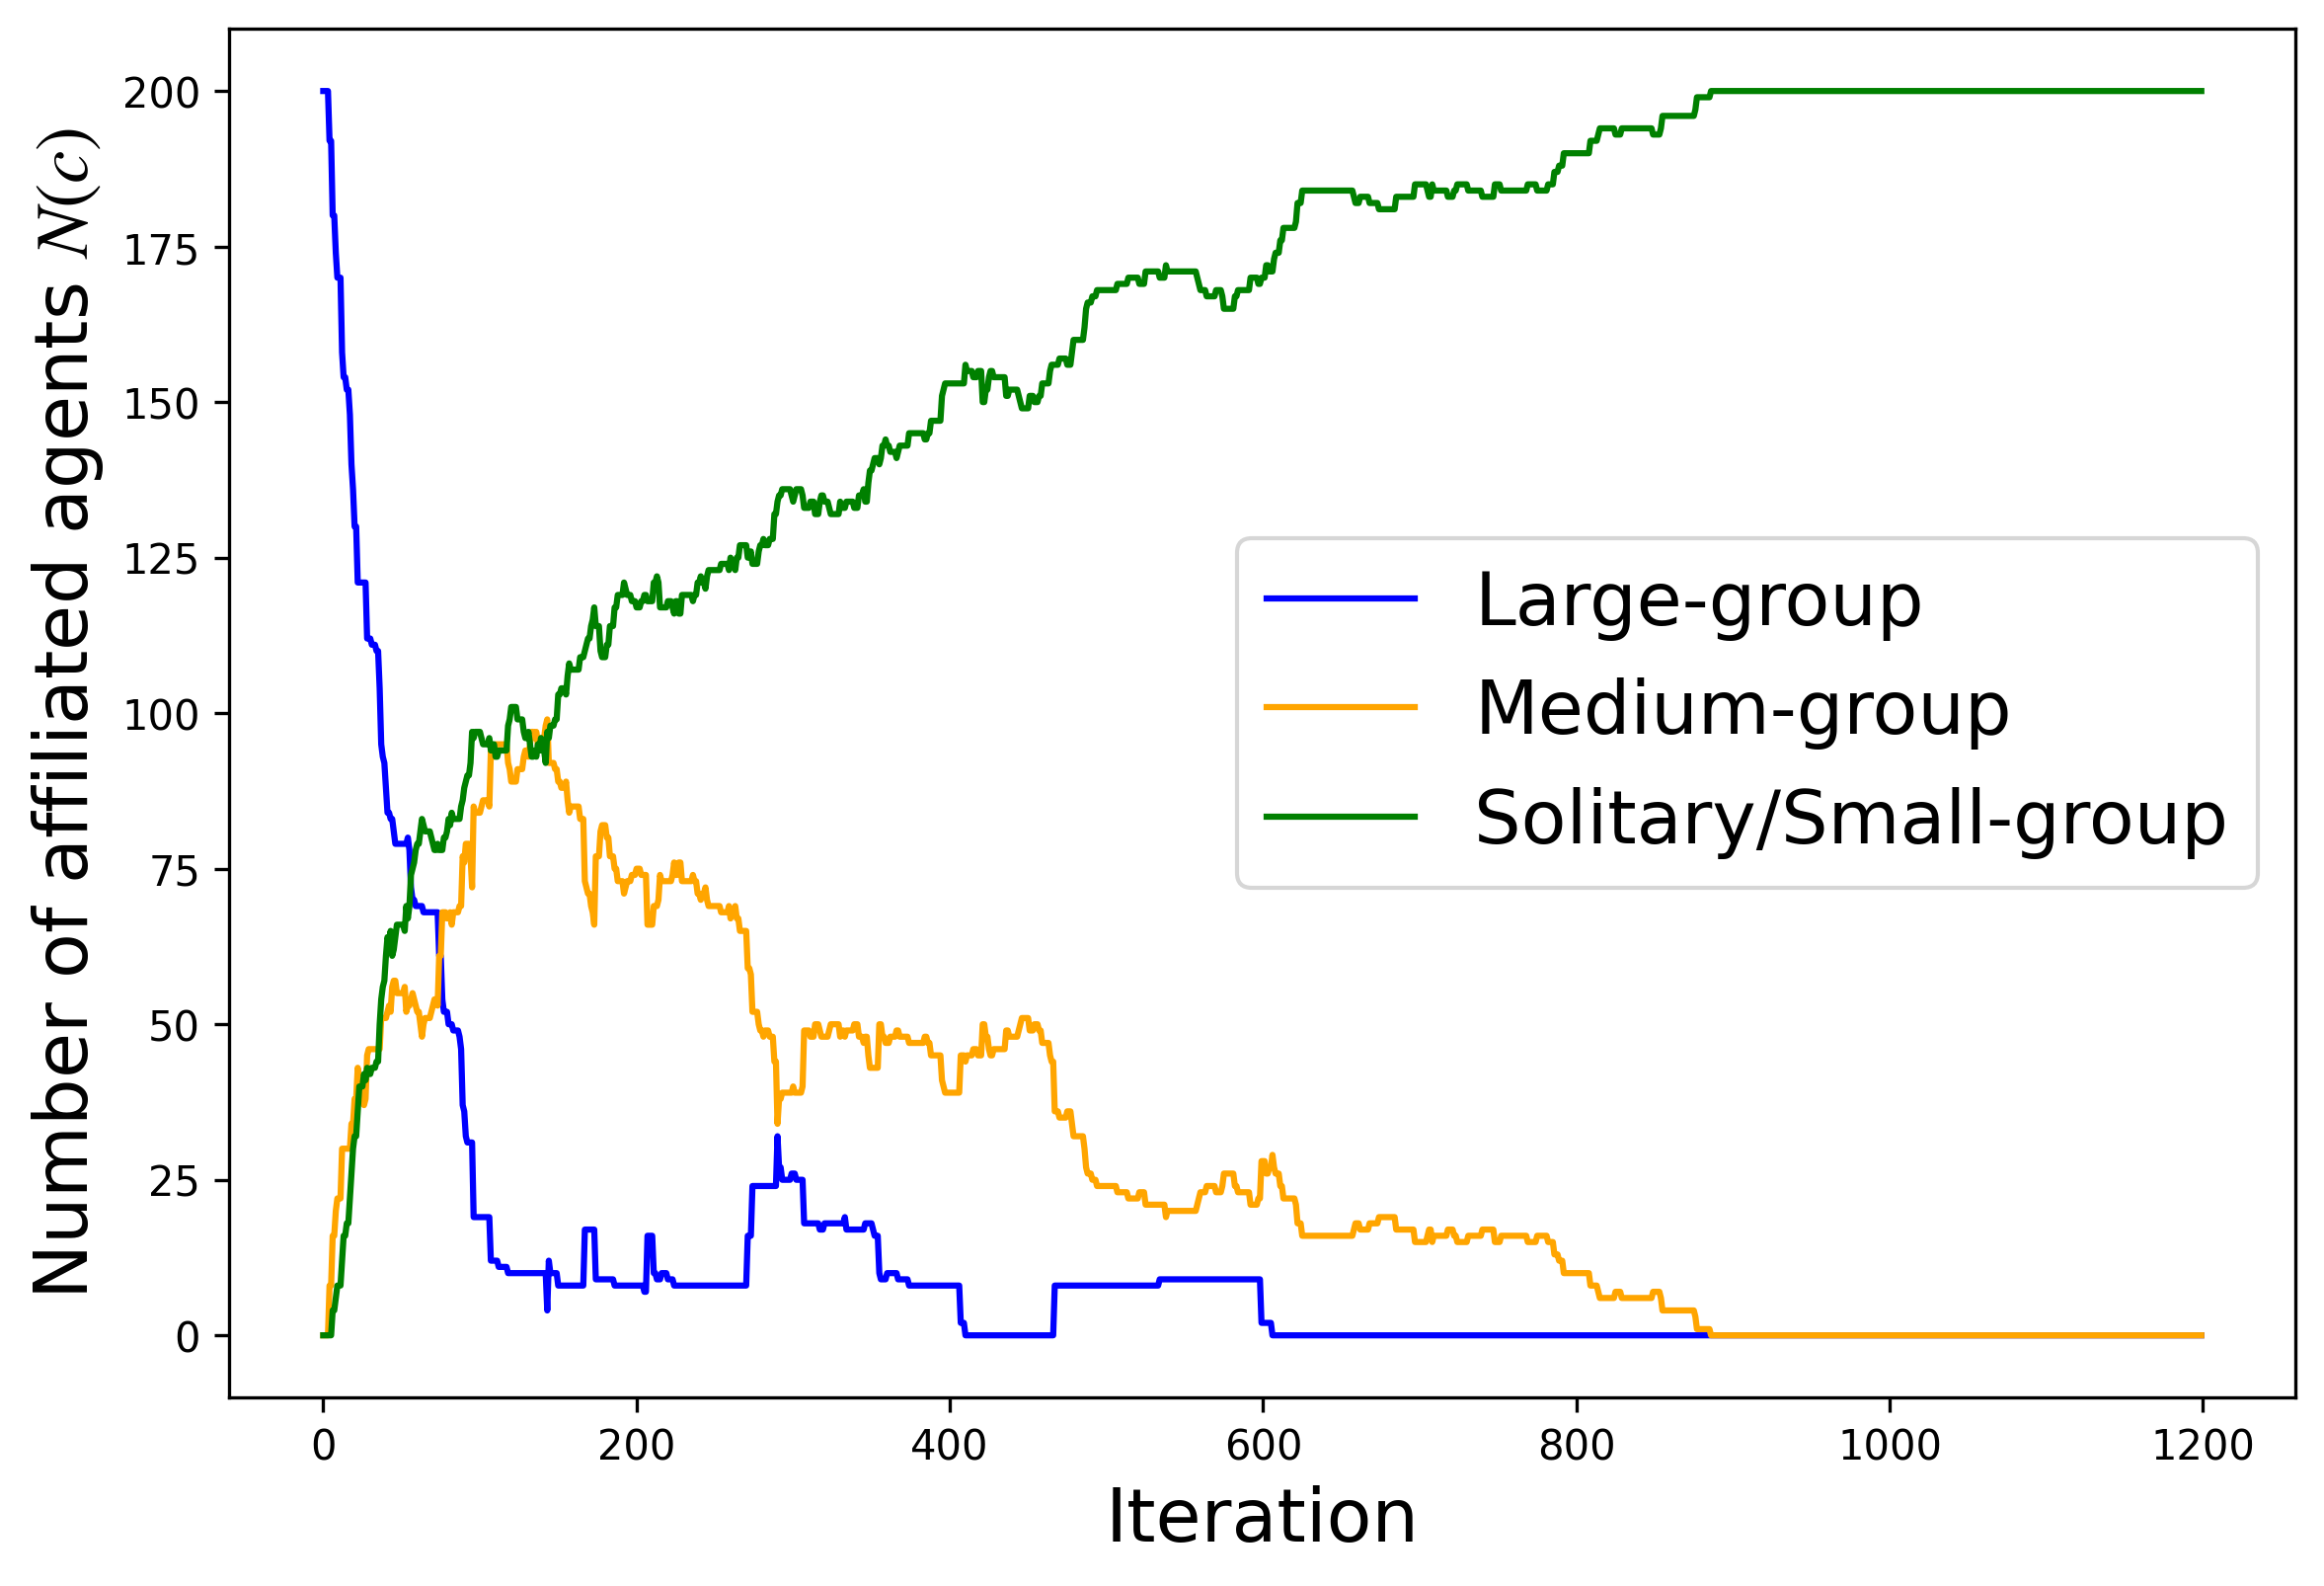 Number of affiliated agents N(c)
200
175
150
125
100
75
50
25
0
Large-group
Medium-group
Solitary/Small-group
0 200 400 600 800 1000 1200
Iteration